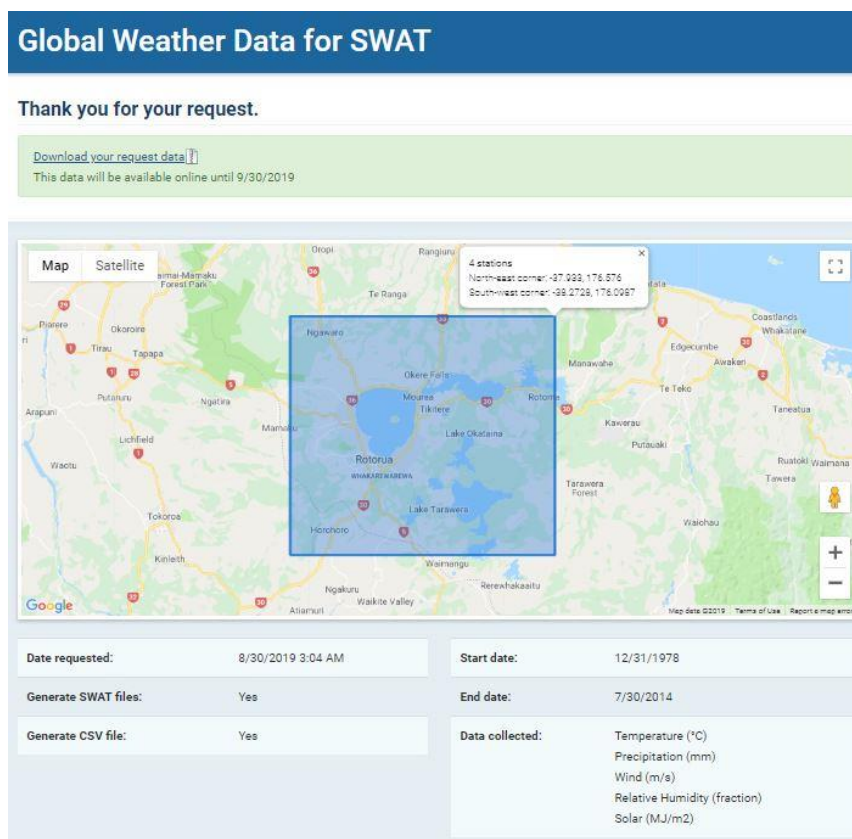 Global Weather Data for SWAT
Thank you for your request.
Download your request data
This data will be available online until 9/30/2019
Map Satellite
Oropi
Rangiuru
4 stations
North-east corner: -37.933, 176.576
South-west corner: -38.2728, 176.0987
Forest Park
Te Ranga
Piarere
Okoroire
Tirau
Tapapa
Ngawaro
Coastlands
Whakatane
Edgecumbe
Awakeri
Manawahe
Okere Falls
Putaruru
Ngatira
Mourea
Tikitere
Te Teko
Taneatua
Arapuni
Lichfield
Lake Okataina
Kawerau
Putauaki
Waotu
Rotorua
WHAKAREWAREWA
Ruatoki
Waimana
Tawera
Tarawera
Forest
Lake Tarawera
Tokoroa
Horohoro
Waiohau
Kinleith
Waimangu
Rerewhakaaitu
Ngakuru
Waikite Valley
Atiamuri
Google
Map data ©2019 Terms of Use Report a map error
Date requested: 8/30/2019 3:04 AM
Start date: 12/31/1978
Generate SWAT files: Yes
End date: 7/30/2014
Generate CSV file: Yes
Data collected: Temperature (°C)
Precipitation (mm)
Wind (m/s)
Relative Humidity (fraction)
Solar (MJ/m2)